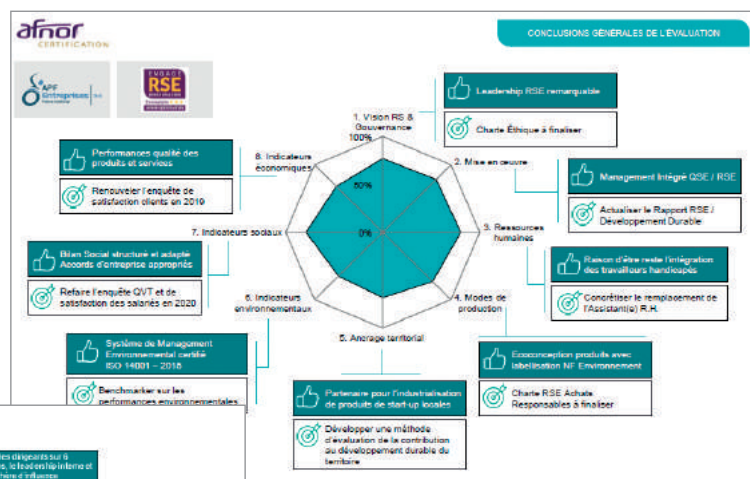 afnor
CERTIFICATION
CONCLUSIONS GÉNÉRALES DE L'ÉVALUATION
APF
Entreprises
ENGAGÉ
RSE
1. Vision RS &
Gouvernance
100%
50%
0%
Leadership RSE remarquable
Charte Éthique à finaliser
2. Mise en œuvre
Management Intégré QSE / RSE
Actualiser le Rapport RSE /
Développement Durable
3. Ressources
humaines
Raison d'être reste l'intégration
des travailleurs handicapés
Concrétiser le remplacement de
l'Assistant(e) R.H.
4. Modes de
production
Ecoconception produits avec
labellisation NF Environnement
Charte RSE Achats
Responsables à finaliser
5. Ancrage territorial
Partenaire pour l'industrialisation
de produits de start-up locales
Développer une méthode
d'évaluation de la contribution
au développement durable du
territoire
6. Indicateurs
environnementaux
Système de Management
Environnemental certifié
ISO 14001 – 2018
Benchmarker sur les
performances environnementales
7. Indicateurs sociaux
Bilan Social structuré et adapté
Accords d'entreprise appropriés
Refaire l'enquête QVT et de
satisfaction des salariés en 2020
8. Indicateurs
économiques
Performances qualité des
produits et services
Renouveler l'enquête de
satisfaction clients en 2019
es dirigeants sur 6
s, le leadership interne et
hère d'influence